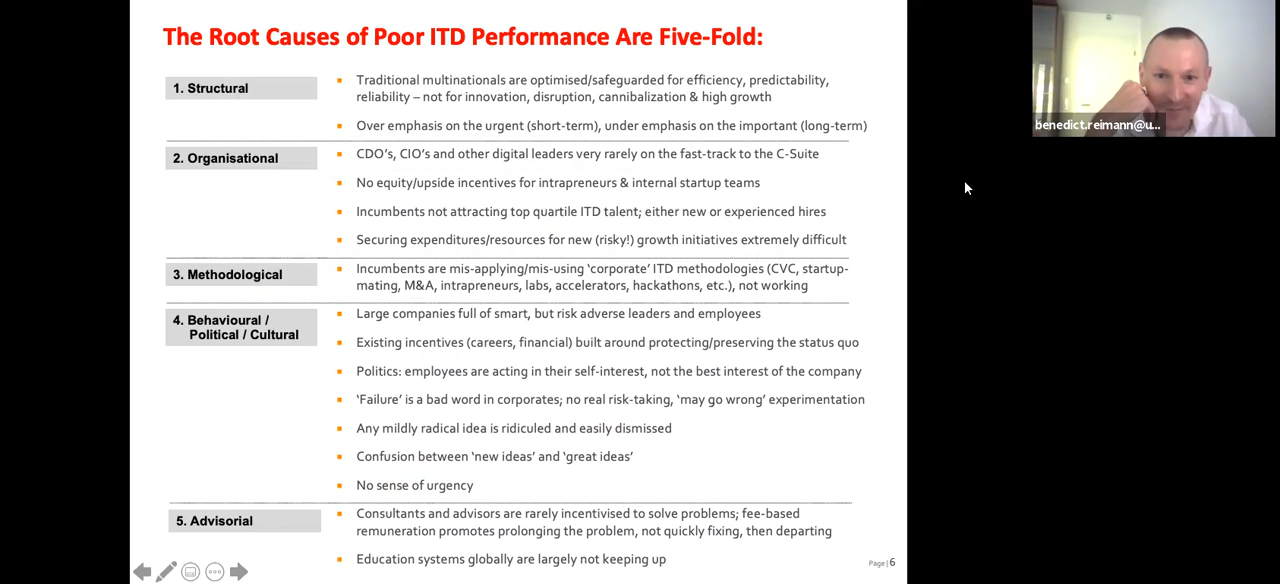 The Root Causes of Poor ITD Performance Are Five-Fold:
1. Structural
Traditional multinationals are optimised/safeguarded for efficiency, predictability,
reliability – not for innovation, disruption, cannibalization & high growth
Over emphasis on the urgent (short-term), under emphasis on the important (long-term)
2. Organisational
CDO's, CIO's and other digital leaders very rarely on the fast-track to the C-Suite
No equity/upside incentives for intrapreneurs & internal startup teams
Incumbents not attracting top quartile ITD talent; either new or experienced hires
Securing expenditures/resources for new (risky!) growth initiatives extremely difficult
3. Methodological
Incumbents are mis-applying/mis-using 'corporate' ITD methodologies (CVC, startup-
mating, M&A, intrapreneurs, labs, accelerators, hackathons, etc.), not working
4. Behavioural /
Political / Cultural
Large companies full of smart, but risk adverse leaders and employees
Existing incentives (careers, financial) built around protecting/preserving the status quo
Politics: employees are acting in their self-interest, not the best interest of the company
'Failure' is a bad word in corporates; no real risk-taking, 'may go wrong' experimentation
Any mildly radical idea is ridiculed and easily dismissed
Confusion between 'new ideas' and 'great ideas'
No sense of urgency
5. Advisorial
Consultants and advisors are rarely incentivised to solve problems; fee-based
remuneration promotes prolonging the problem, not quickly fixing, then departing
Education systems globally are largely not keeping up
Page | 6
benedict.reimann@u...